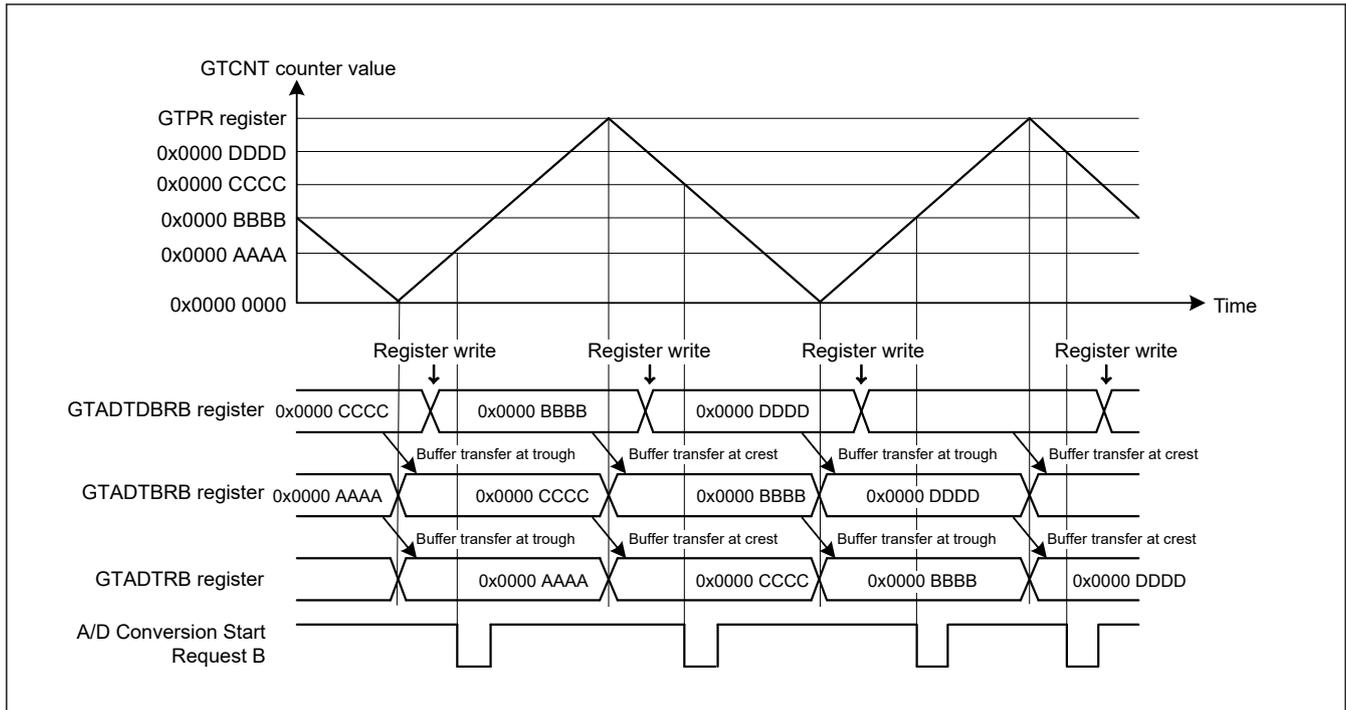 GTCNT counter value
GTPR register
0x0000 DDDD
0x0000 CCCC
0x0000 BBBB
0x0000 AAAA
0x0000 0000
Time
Register write Register write Register write Register write
GTADTDBRB register 0x0000 CCCC 0x0000 BBBB 0x0000 DDDD
Buffer transfer at trough Buffer transfer at crest Buffer transfer at trough Buffer transfer at crest
GTADTBRB register 0x0000 AAAA 0x0000 CCCC 0x0000 BBBB 0x0000 DDDD
Buffer transfer at trough Buffer transfer at crest Buffer transfer at trough Buffer transfer at crest
GTADTRB register 0x0000 AAAA 0x0000 CCCC 0x0000 BBBB 0x0000 DDDD
A/D Conversion Start
Request B